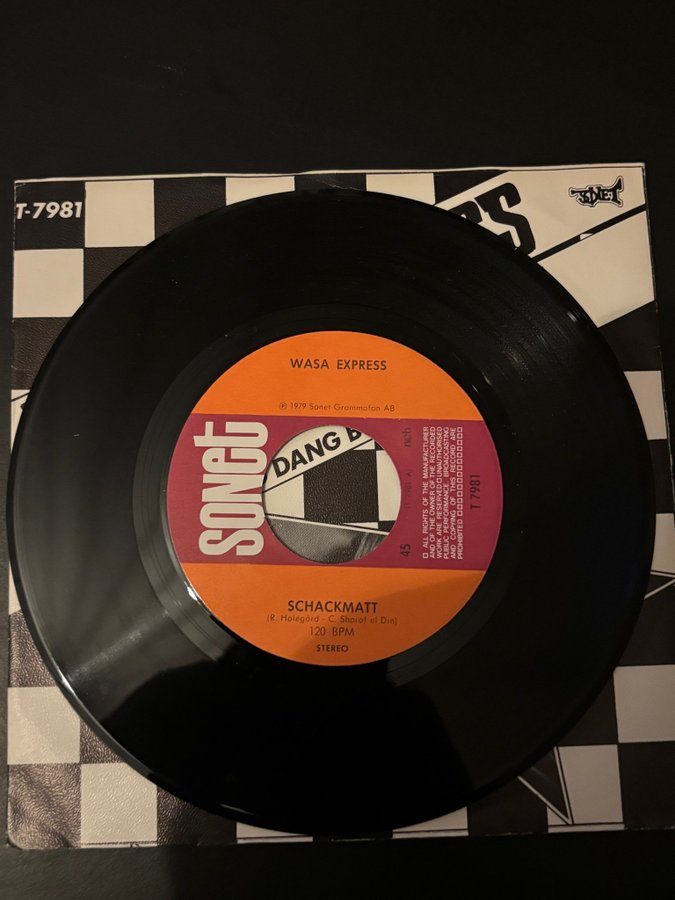 T-7981
SONET
WASA EXPRESS
℗ 1979 Sonet Grammofon AB
sonet
DANG B
45
ncb
ALL RIGHTS OF THE MANUFACTURER
AND OF THE OWNER OF THE RECORDED
WORK ARE RESERVED UNAUTHORISED
PUBLIC PERFORMANCE BROADCASTING
AND COPYING OF THIS RECORD ARE
PROHIBITED
T 7981
SCHACKMATT
(R. Halegård - C. Sharaf el Din)
120 BPM
STEREO